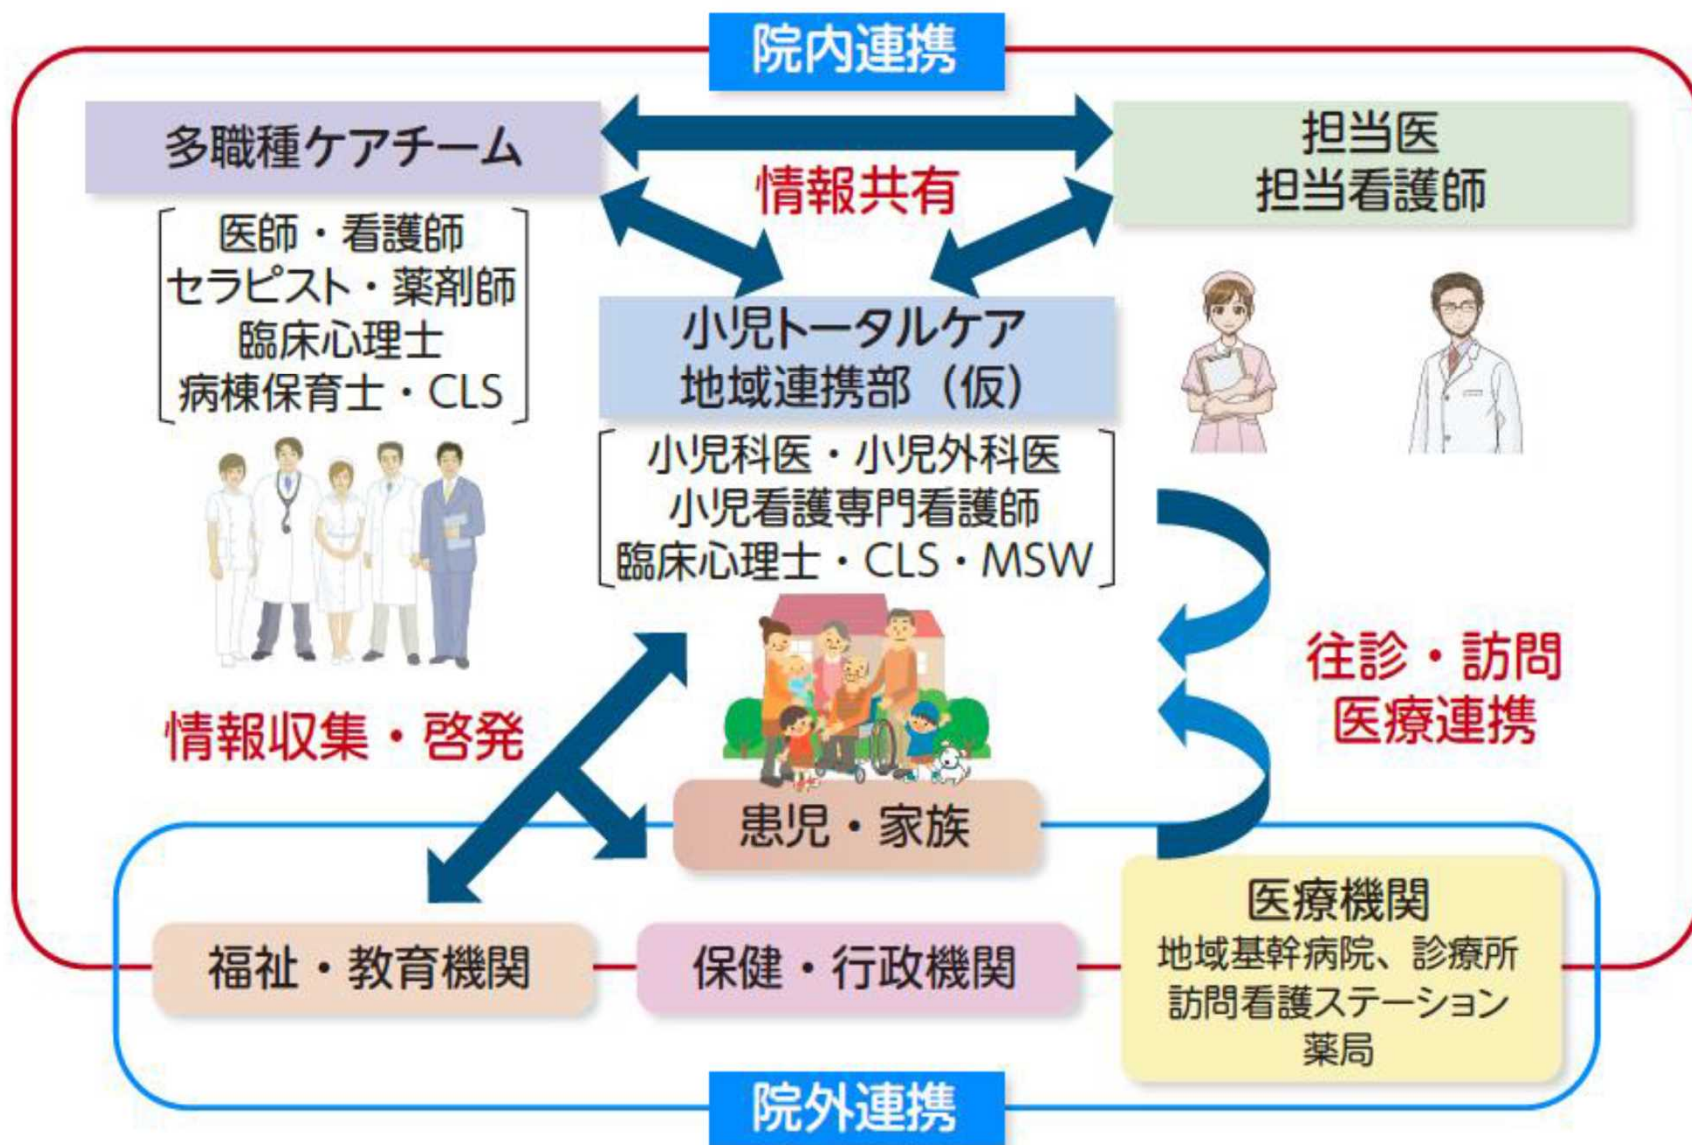 院内連携
多職種ケアチーム
担当医
担当看護師
情報共有
医師・看護師
セラピスト・薬剤師
臨床心理士
病棟保育士・CLS
小児トータルケア
地域連携部（仮）
小児科医・小児外科医
小児看護専門看護師
臨床心理士・CLS・MSW
往診・訪問
医療連携
情報収集・啓発
患児・家族
福祉・教育機関
保健・行政機関
医療機関
地域基幹病院、診療所
訪問看護ステーション
薬局
院外連携